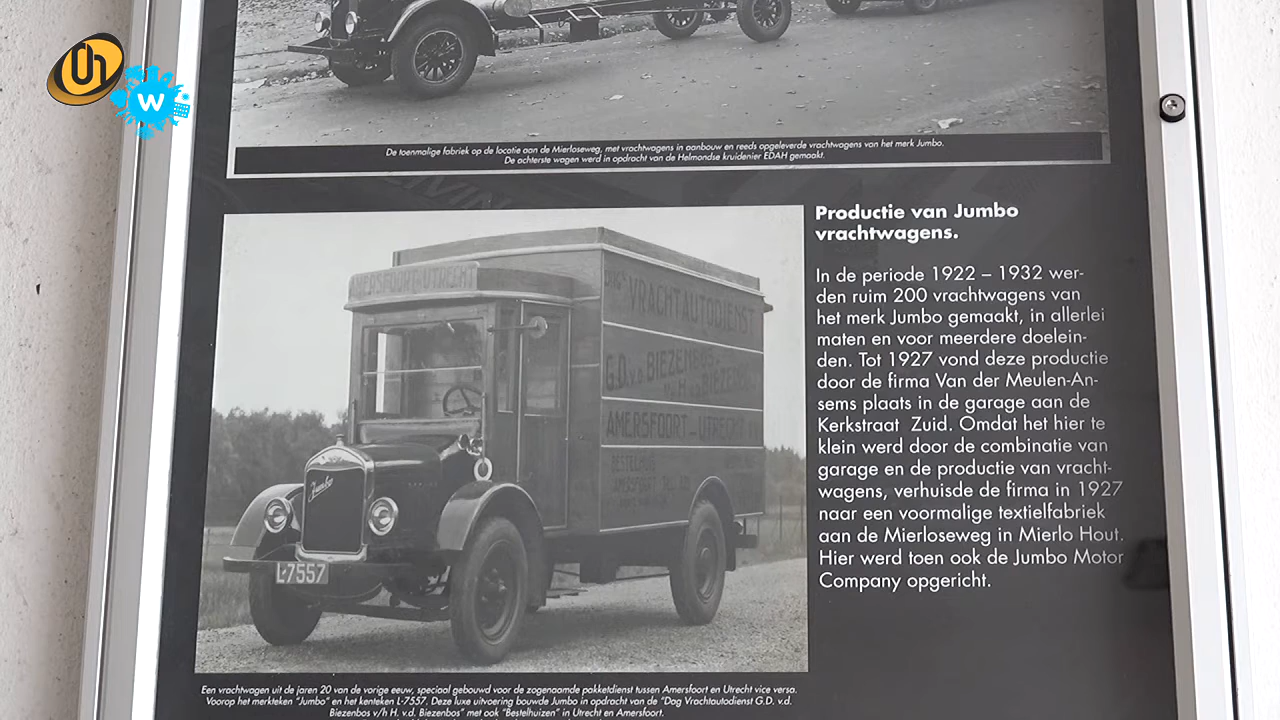 Uh
W
De toenmalige fabriek op de locatie aan de Mierloseweg, met vrachtwagens in aanbouw en reeds opgeleverde vrachtwagens van het merk Jumbo.
De achterste wagen werd in opdracht van de Helmondse kruidenier EDAH gemaakt.
Productie van Jumbo
vrachtwagens.
In de periode 1922 – 1932 wer-
den ruim 200 vrachtwagens van
het merk Jumbo gemaakt, in allerlei
maten en voor meerdere doelein-
den. Tot 1927 vond deze productie
door de firma Van der Meulen-An-
sems plaats in de garage aan de
Kerkstraat Zuid. Omdat het hier te
klein werd door de combinatie van
garage en de productie van vracht-
wagens, verhuisde de firma in 1927
naar een voormalige textielfabriek
aan de Mierloseweg in Mierlo Hout.
Hier werd toen ook de Jumbo Motor
Company opgericht.
AMERSFOORT-UTRECHT
VRACHTAUTODIENST
G.D.v.d. BIEZENBOS
H.v.d. BIEZENBOS
AMERSFOORT - UTRECHT
BESTELHUIS
AMERSFOORT
Jumbo
L-7557
Een vrachtwagen uit de jaren 20 van de vorige eeuw, speciaal gebouwd voor de zogenaamde pakketdienst tussen Amersfoort en Utrecht vice versa.
Voorop het merkteken "Jumbo" en het kenteken L-7557. Deze luxe uitvoering bouwde Jumbo in opdracht van de "Dag Vrachtautodienst G.D. v.d.
Biezenbos v/h H. v.d. Biezenbos" met ook "Bestelhuizen" in Utrecht en Amersfoort.